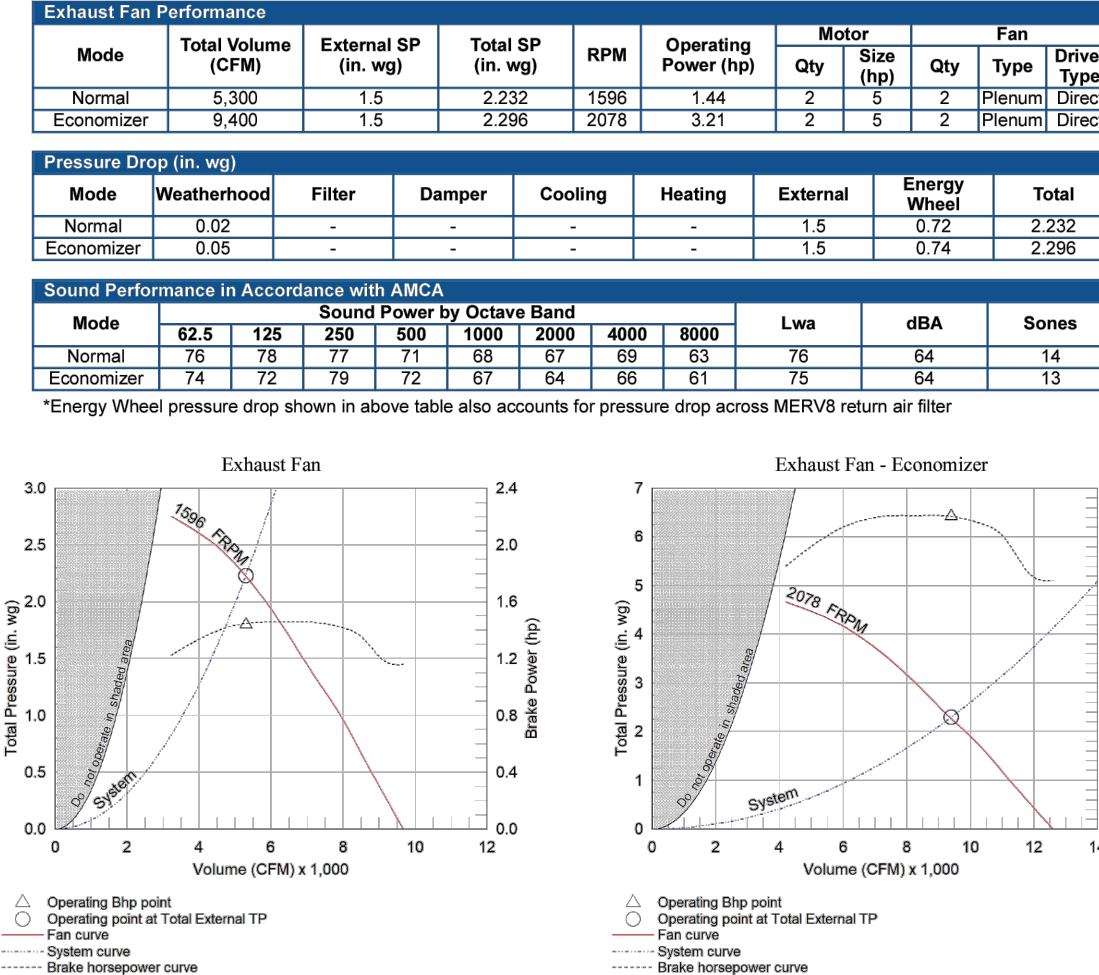 Exhaust Fan Performance
Mode Total Volume (CFM) External SP (in. wg) Total SP (in. wg) RPM Operating Power (hp) Motor Fan
Qty Size (hp) Qty Type Drive Type
Normal 5,300 1.5 2.232 1596 1.44 2 5 2 Plenum Direct
Economizer 9,400 1.5 2.296 2078 3.21 2 5 2 Plenum Direct
Pressure Drop (in. wg)
Mode Weatherhood Filter Damper Cooling Heating External Energy Wheel Total
Normal 0.02 - - - - 1.5 0.72 2.232
Economizer 0.05 - - - - 1.5 0.74 2.296
Sound Performance in Accordance with AMCA
Mode Sound Power by Octave Band Lwa dBA Sones
62.5 125 250 500 1000 2000 4000 8000
Normal 76 78 77 71 68 67 69 63 76 64 14
Economizer 74 72 79 72 67 64 66 61 75 64 13
*Energy Wheel pressure drop shown in above table also accounts for pressure drop across MERV8 return air filter
Exhaust Fan
3.0
2.5
2.0
1.5
1.0
0.5
0.0
Total Pressure (in. wg)
2.4
2.0
1.6
1.2
0.8
0.4
0.0
Brake Power (hp)
1596 FRPM
Do not operate in shaded area
System
0 2 4 6 8 10 12
Volume (CFM) x 1,000
Operating Bhp point
Operating point at Total External TP
Fan curve
System curve
Brake horsepower curve
Exhaust Fan - Economizer
7
6
5
4
3
2
1
0
Total Pressure (in. wg)
2078 FRPM
Do not operate in shaded area
System
0 2 4 6 8 10 12 14
Volume (CFM) x 1,000
Operating Bhp point
Operating point at Total External TP
Fan curve
System curve
Brake horsepower curve